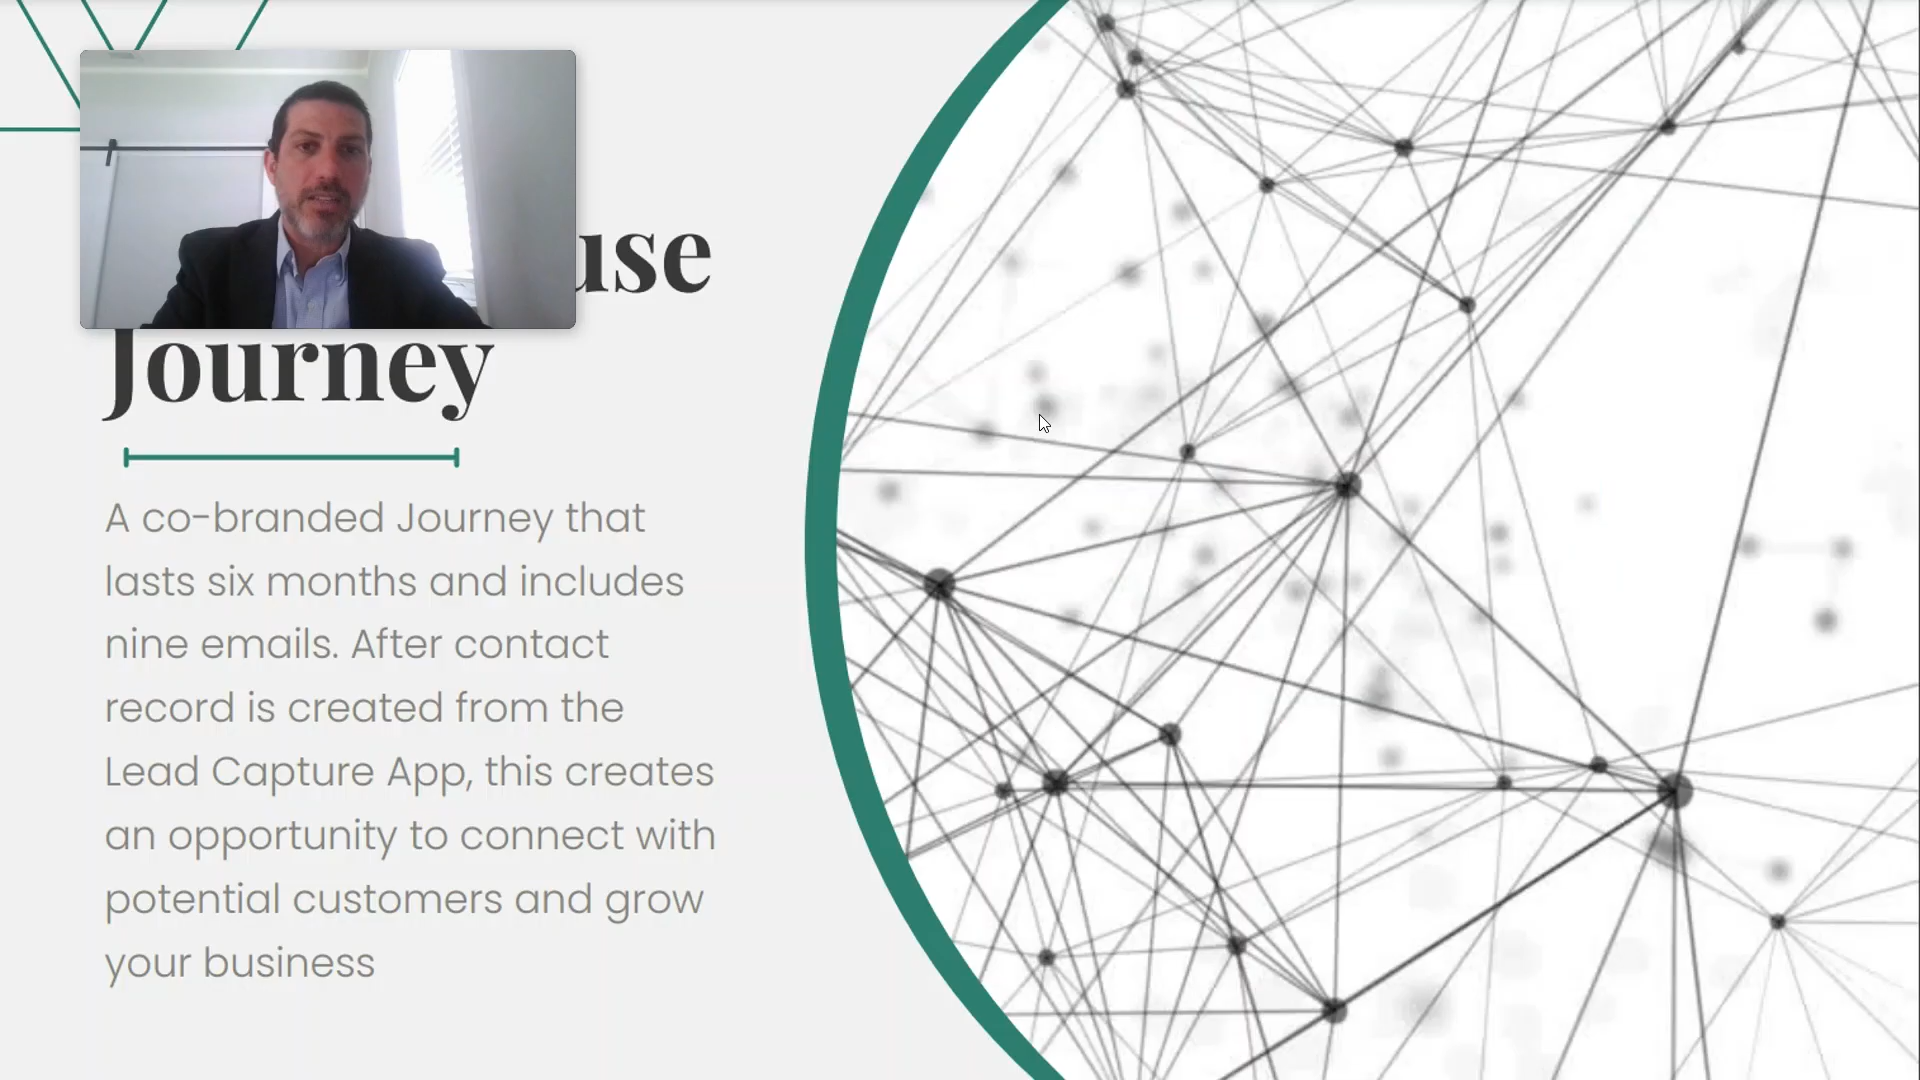 use
Journey
A co-branded Journey that
lasts six months and includes
nine emails. After contact
record is created from the
Lead Capture App, this creates
an opportunity to connect with
potential customers and grow
your business